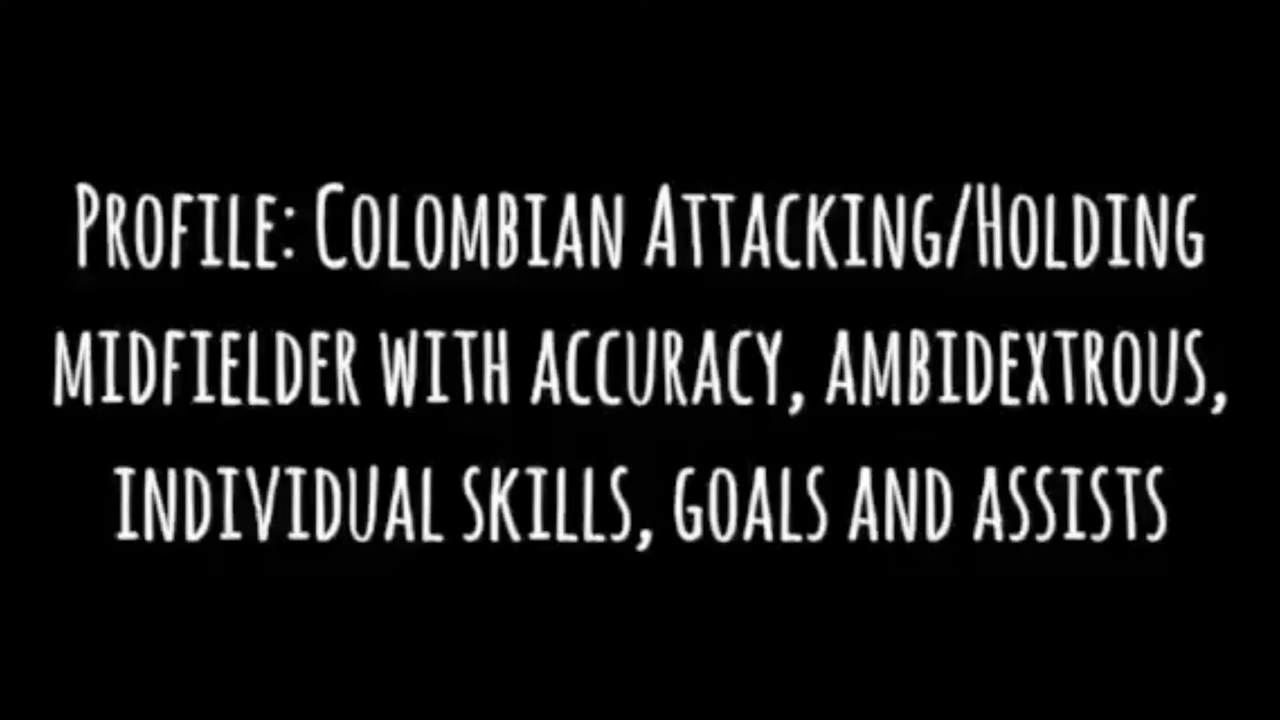 Profile: Colombian Attacking/Holding
midfielder with accuracy, ambidextrous,
individual skills, goals and assists